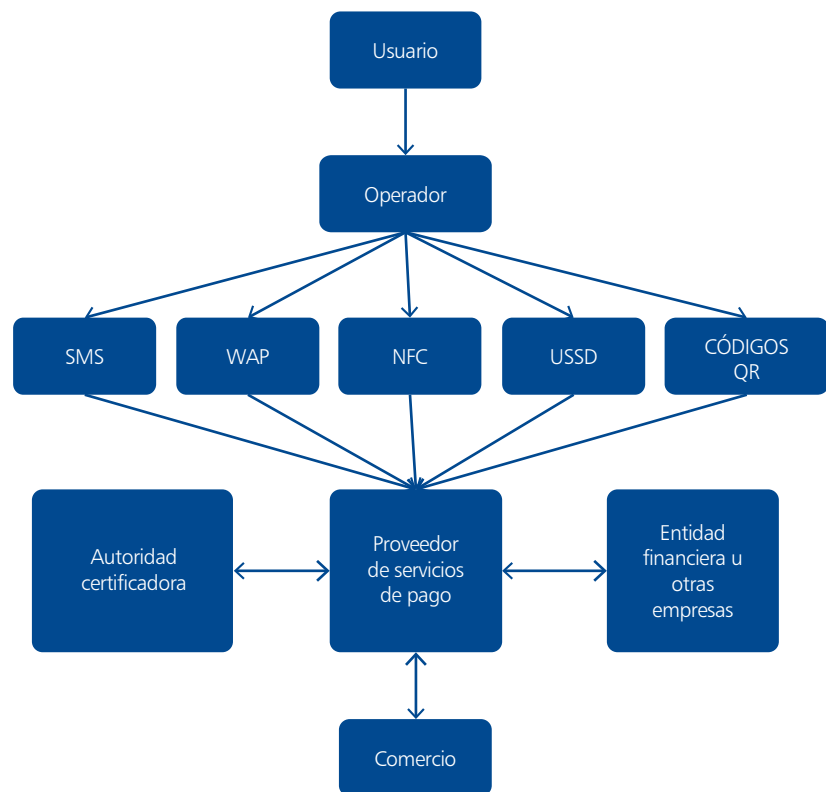 Usuario
Operador
SMS
WAP
NFC
USSD
CÓDIGOS
QR
Autoridad
certificadora
Proveedor
de servicios
de pago
Entidad
financiera u
otras
empresas
Comercio